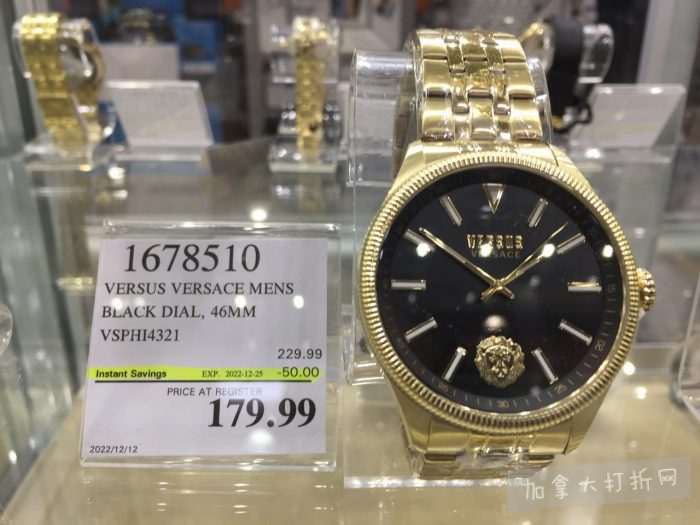 1678510
VERSUS VERSACE MENS
BLACK DIAL, 46MM
VSPHI4321
229.99
Instant Savings EXP. 2022-12-25 -50.00
PRICE AT REGISTER
179.99
2022/12/12
VERSUS
VERSACE
加拿大打折网